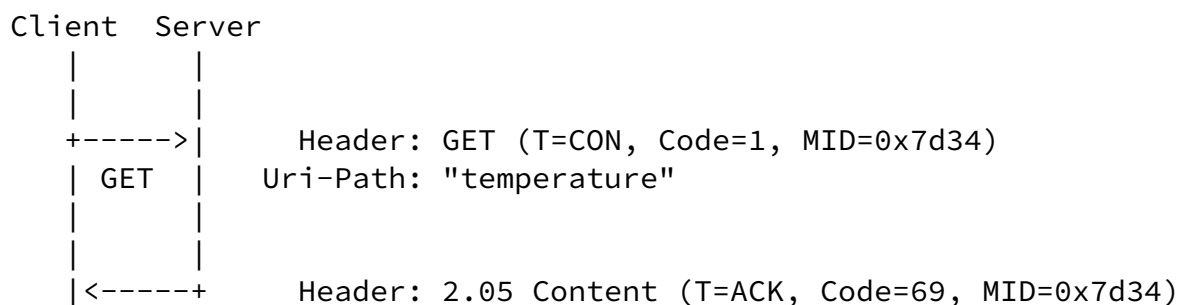 Client  Server
   |      |
   |      |
   +----->|     Header: GET (T=CON, Code=1, MID=0x7d34)
   | GET  |   Uri-Path: "temperature"
   |      |
   |      |
   |<-----+     Header: 2.05 Content (T=ACK, Code=69, MID=0x7d34)